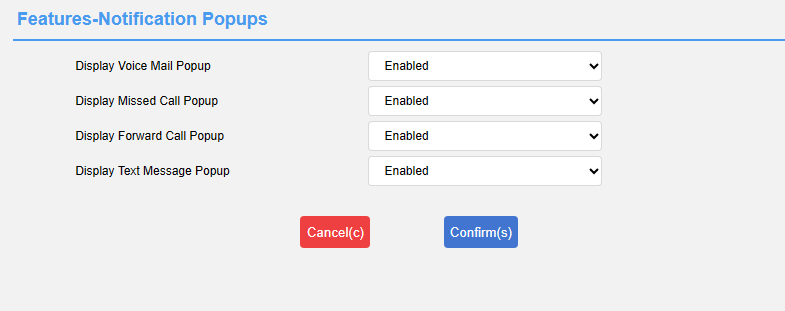 Features-Notification Popups
Display Voice Mail Popup Enabled
Display Missed Call Popup Enabled
Display Forward Call Popup Enabled
Display Text Message Popup Enabled
Cancel(c) Confirm(s)